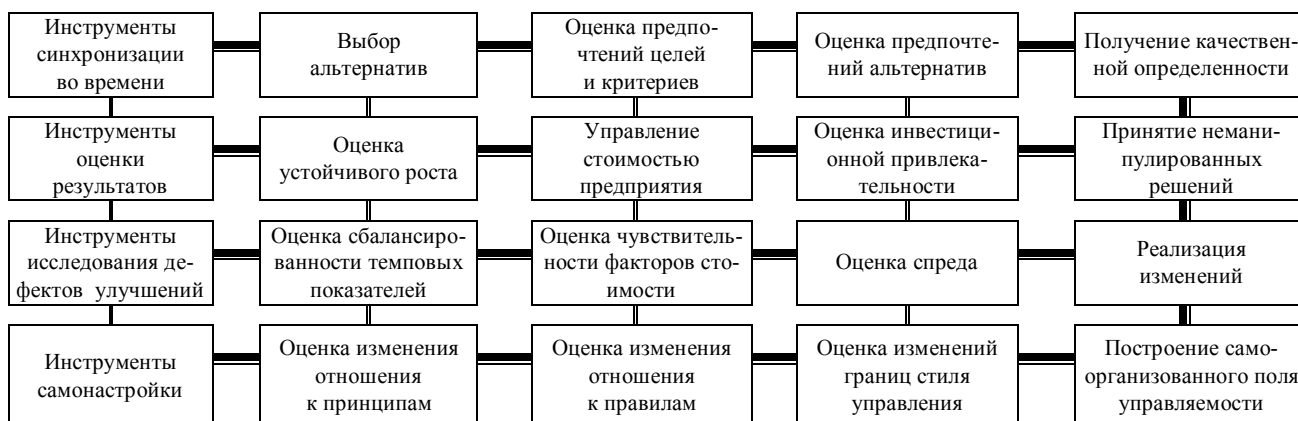 Инструменты
синхронизации
во времени
Выбор
альтернатив
Оценка предпо-
чтений целей
и критериев
Оценка предпочте-
ний альтернатив
Получение качествен-
ной определенности
Инструменты
оценки
результатов
Оценка
устойчивого роста
Управление
стоимостью
предприятия
Оценка инвестици-
онной привлека-
тельности
Принятие немани-
пулированных
решений
Инструменты
исследования де-
фектов улучшений
Оценка сбалансиро-
ванности темповых
показателей
Оценка чувствитель-
ности факторов сто-
имости
Оценка спреда
Реализация
изменений
Инструменты
самонастройки
Оценка изменения
отношения
к принципам
Оценка изменения
отношения
к правилам
Оценка изменений
границ стиля
управления
Построение само-
организованного поля
управляемости